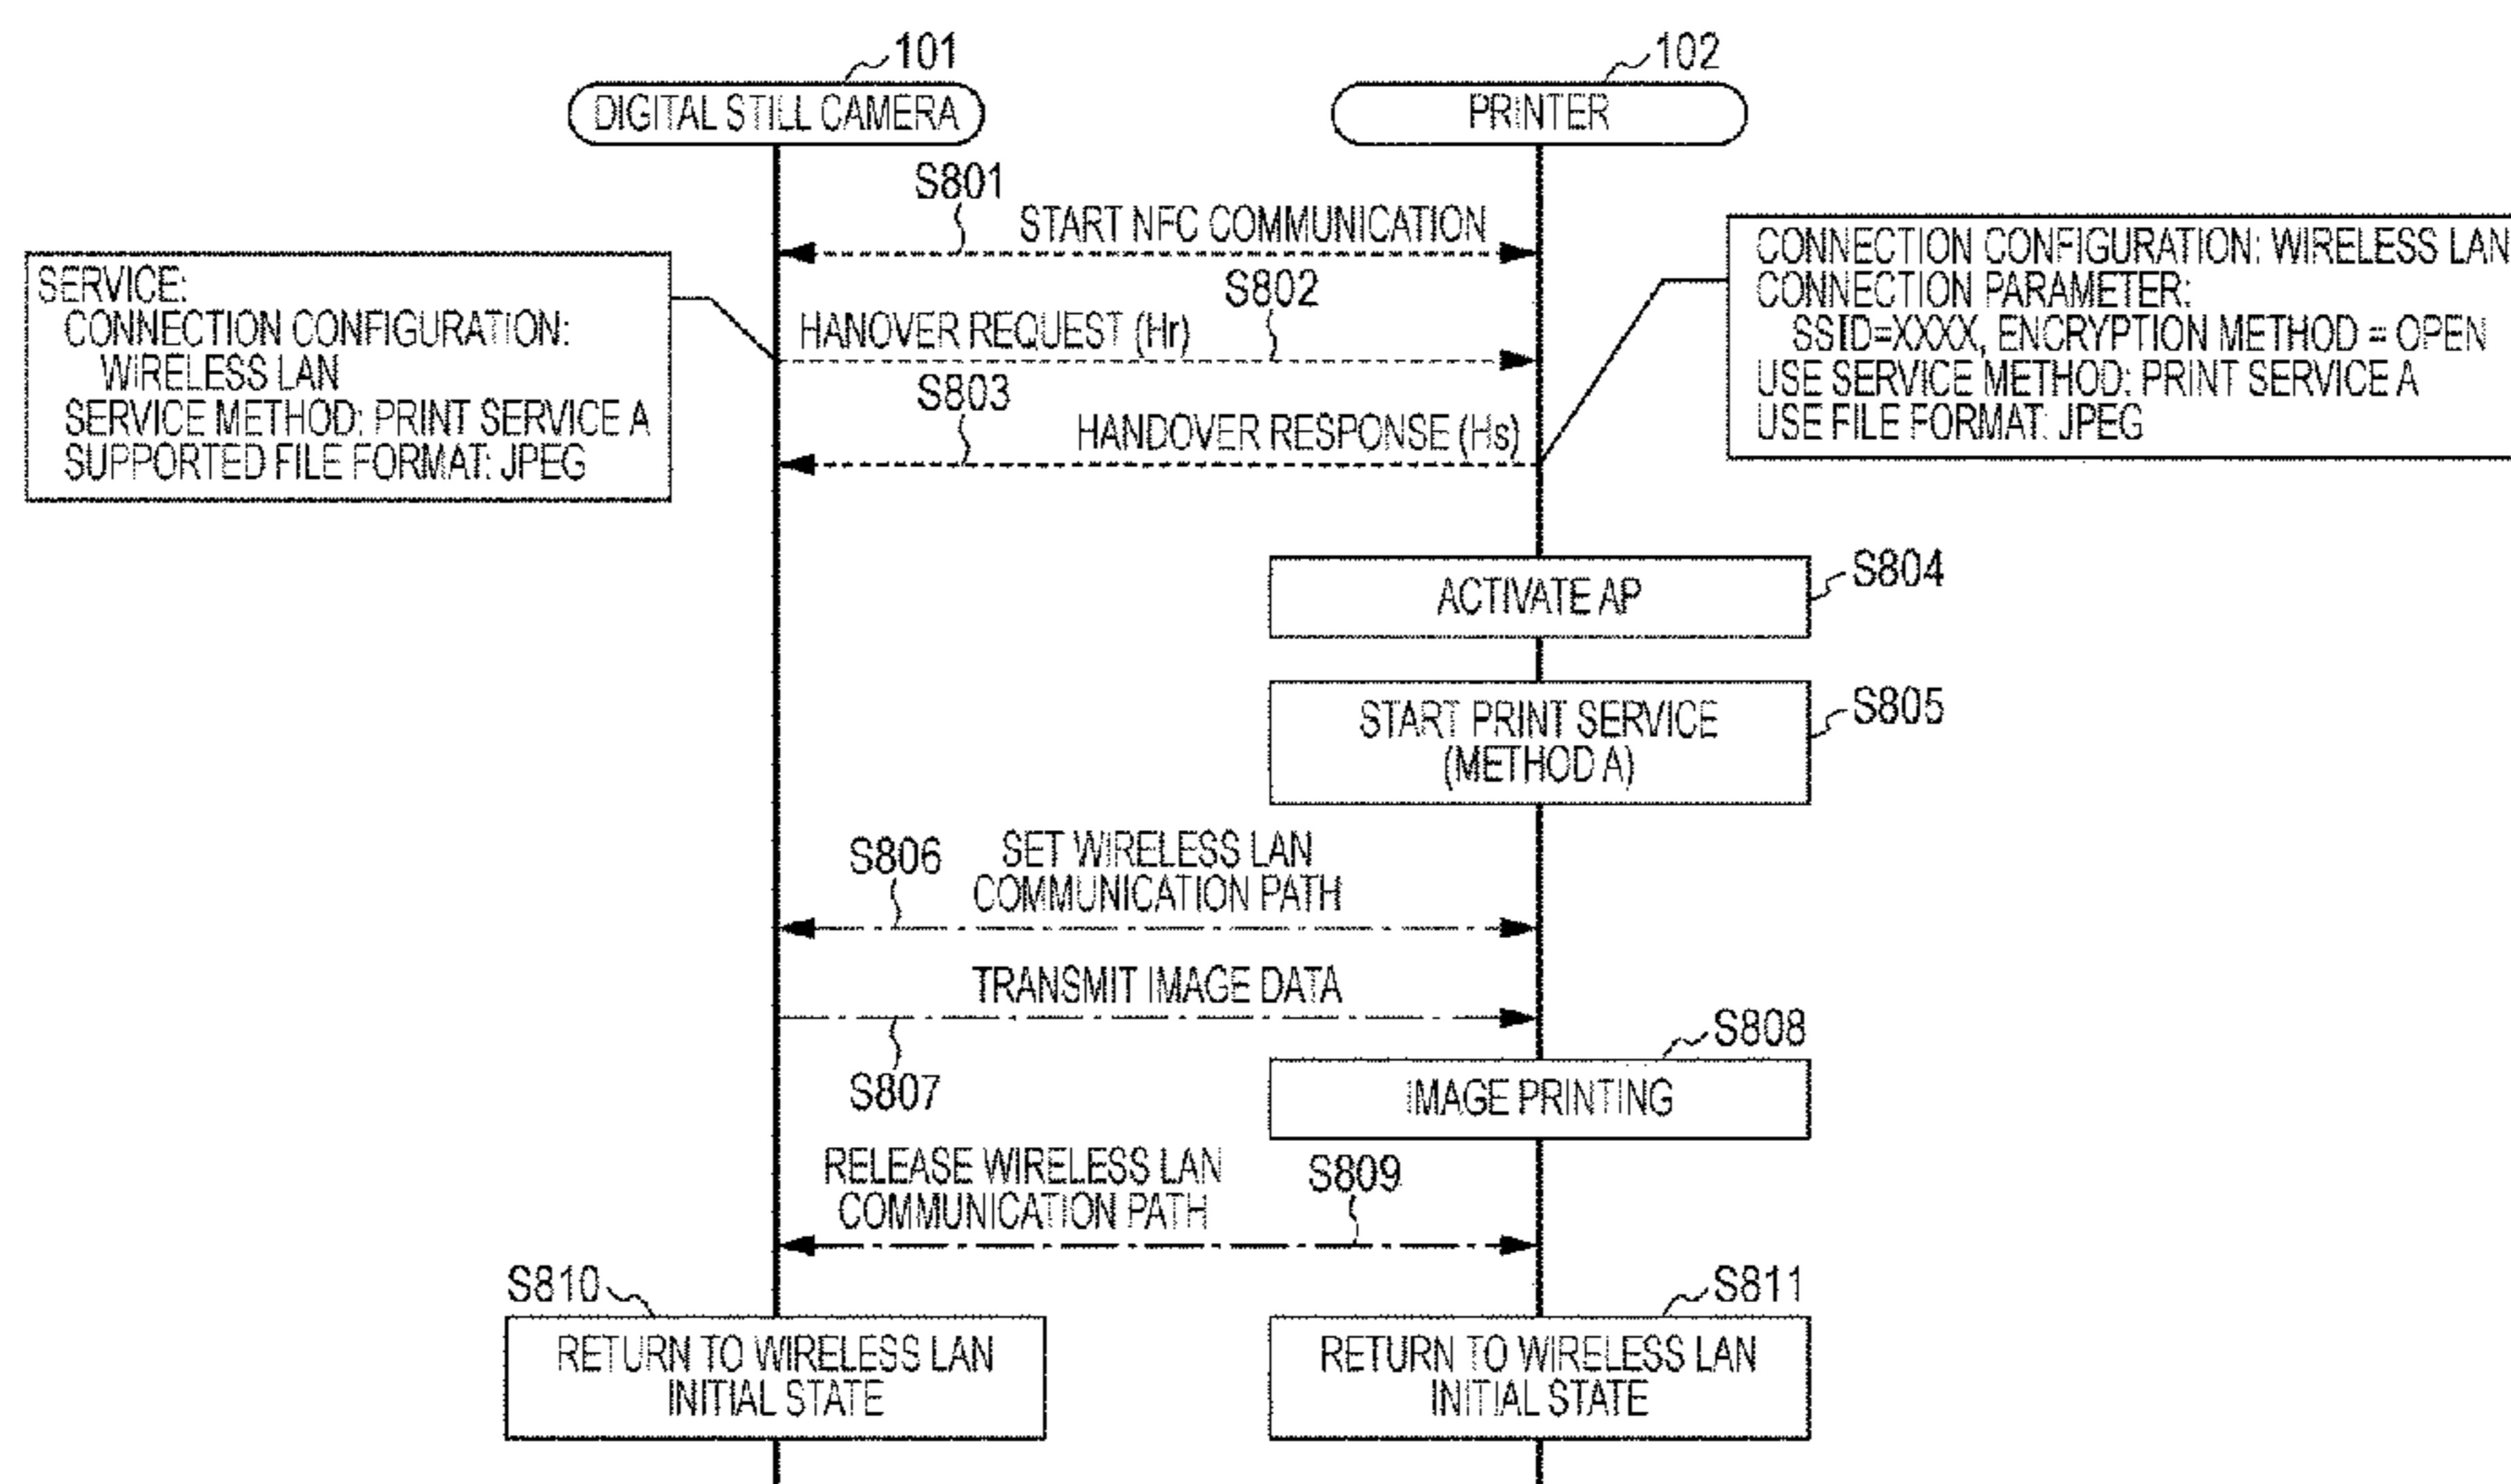 101
102
DIGITAL STILL CAMERA
PRINTER
S801
START NFC COMMUNICATION
S802
SERVICE:
CONNECTION CONFIGURATION:
WIRELESS LAN
SERVICE METHOD: PRINT SERVICE A
SUPPORTED FILE FORMAT: JPEG
HANOVER REQUEST (Hr)
CONNECTION CONFIGURATION: WIRELESS LAN
CONNECTION PARAMETER:
SSID=XXXX, ENCRYPTION METHOD = OPEN
USE SERVICE METHOD: PRINT SERVICE A
USE FILE FORMAT: JPEG
S803
HANDOVER RESPONSE (Hs)
ACTIVATE AP
S804
START PRINT SERVICE
(METHOD A)
S805
S806
SET WIRELESS LAN
COMMUNICATION PATH
TRANSMIT IMAGE DATA
S807
S808
IMAGE PRINTING
RELEASE WIRELESS LAN
COMMUNICATION PATH
S809
S810
RETURN TO WIRELESS LAN
INITIAL STATE
S811
RETURN TO WIRELESS LAN
INITIAL STATE